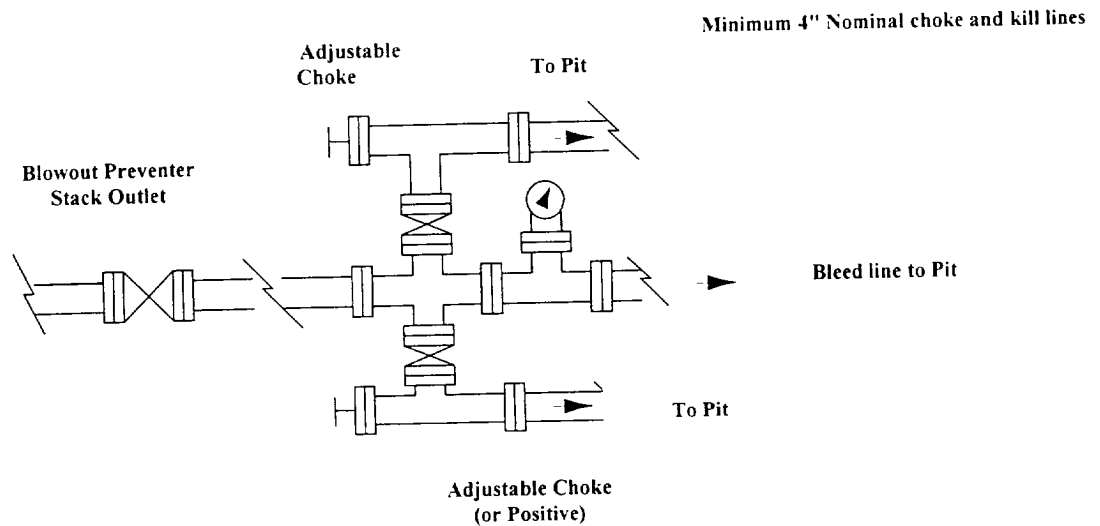 Minimum 4" Nominal choke and kill lines
Adjustable
Choke
To Pit
Blowout Preventer
Stack Outlet
Bleed line to Pit
To Pit
Adjustable Choke
(or Positive)